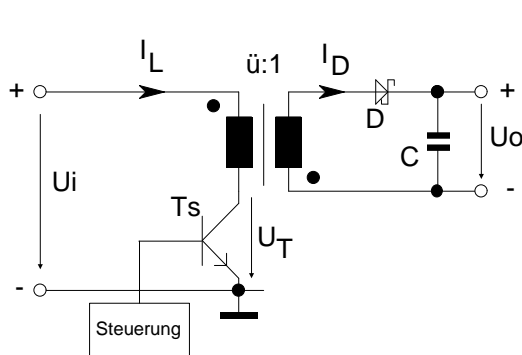 I_L
ü:1
I_D
+
+
D
Uo
C
Ui
Ts
U_T
-
-
Steuerung